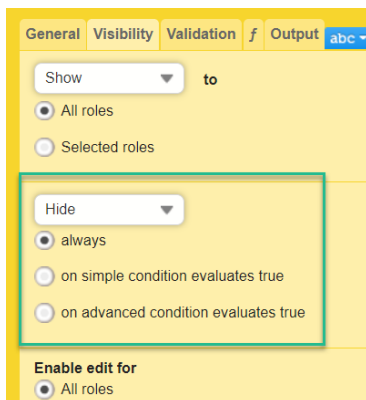 General Visibility Validation ƒ Output abc
Show to
All roles
Selected roles
Hide
always
on simple condition evaluates true
on advanced condition evaluates true
Enable edit for
All roles